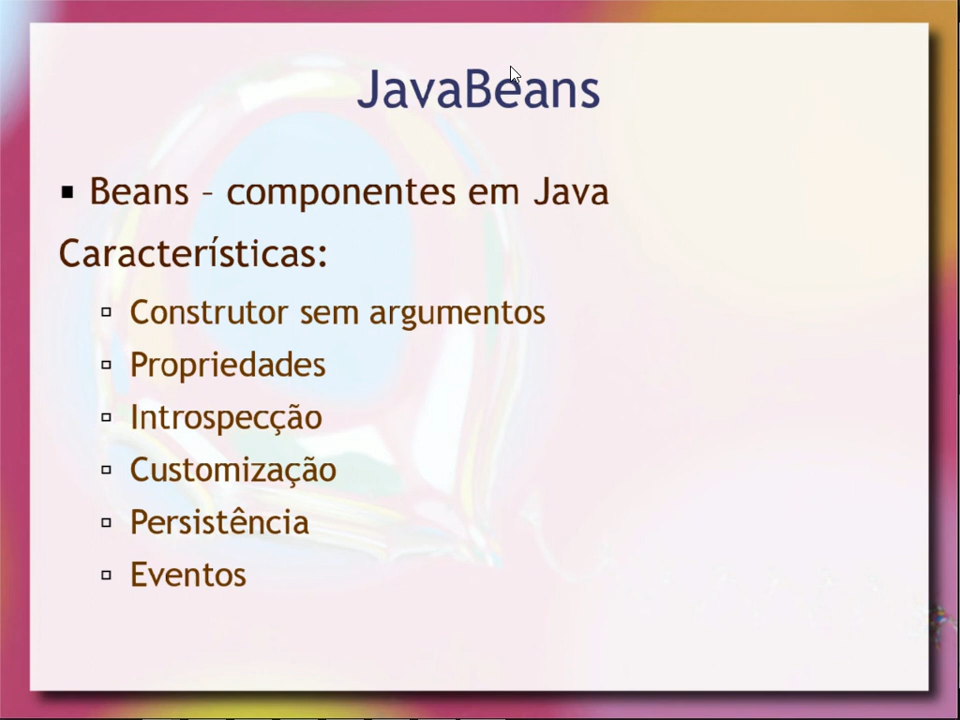 JavaBeans
Beans – componentes em Java
Características:
Construtor sem argumentos
Propriedades
Introspecção
Customização
Persistência
Eventos